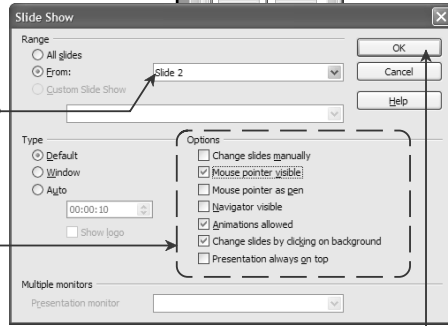 Slide Show
Range
All slides
From:
Slide 2
Custom Slide Show
OK
Cancel
Help
Type
Default
Window
Auto
00:00:10
Show logo
Options
Change slides manually
Mouse pointer visible
Mouse pointer as pen
Navigator visible
Animations allowed
Change slides by clicking on background
Presentation always on top
Multiple monitors
Presentation monitor